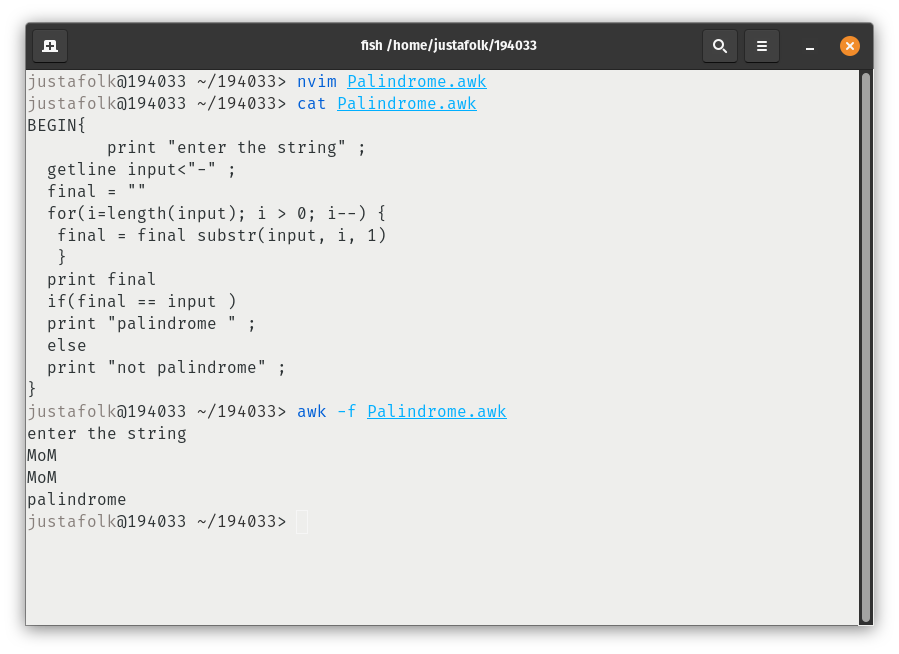 fish /home/justafolk/194033
justafolk@194033 ~/194033> nvim Palindrome.awk
justafolk@194033 ~/194033> cat Palindrome.awk
BEGIN{
        print "enter the string" ;
  getline input<"-" ;
  final = ""
  for(i=length(input); i > 0; i--) {
   final = final substr(input, i, 1)
   }
  print final
  if(final == input )
  print "palindrome " ;
  else
  print "not palindrome" ;
}
justafolk@194033 ~/194033> awk -f Palindrome.awk
enter the string
MoM
MoM
palindrome
justafolk@194033 ~/194033>